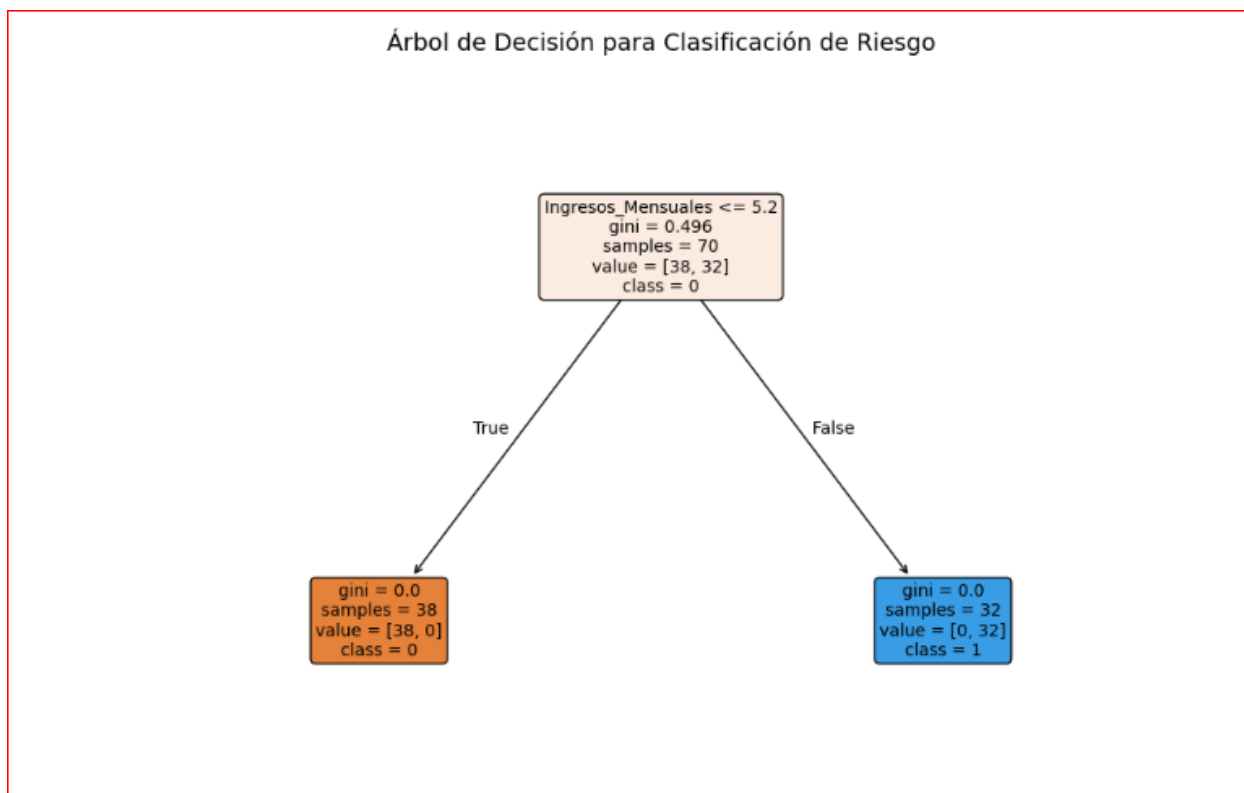 Árbol de Decisión para Clasificación de Riesgo
Ingresos_Mensuales <= 5.2
gini = 0.496
samples = 70
value = [38, 32]
class = 0
True
False
gini = 0.0
samples = 38
value = [38, 0]
class = 0
gini = 0.0
samples = 32
value = [0, 32]
class = 1